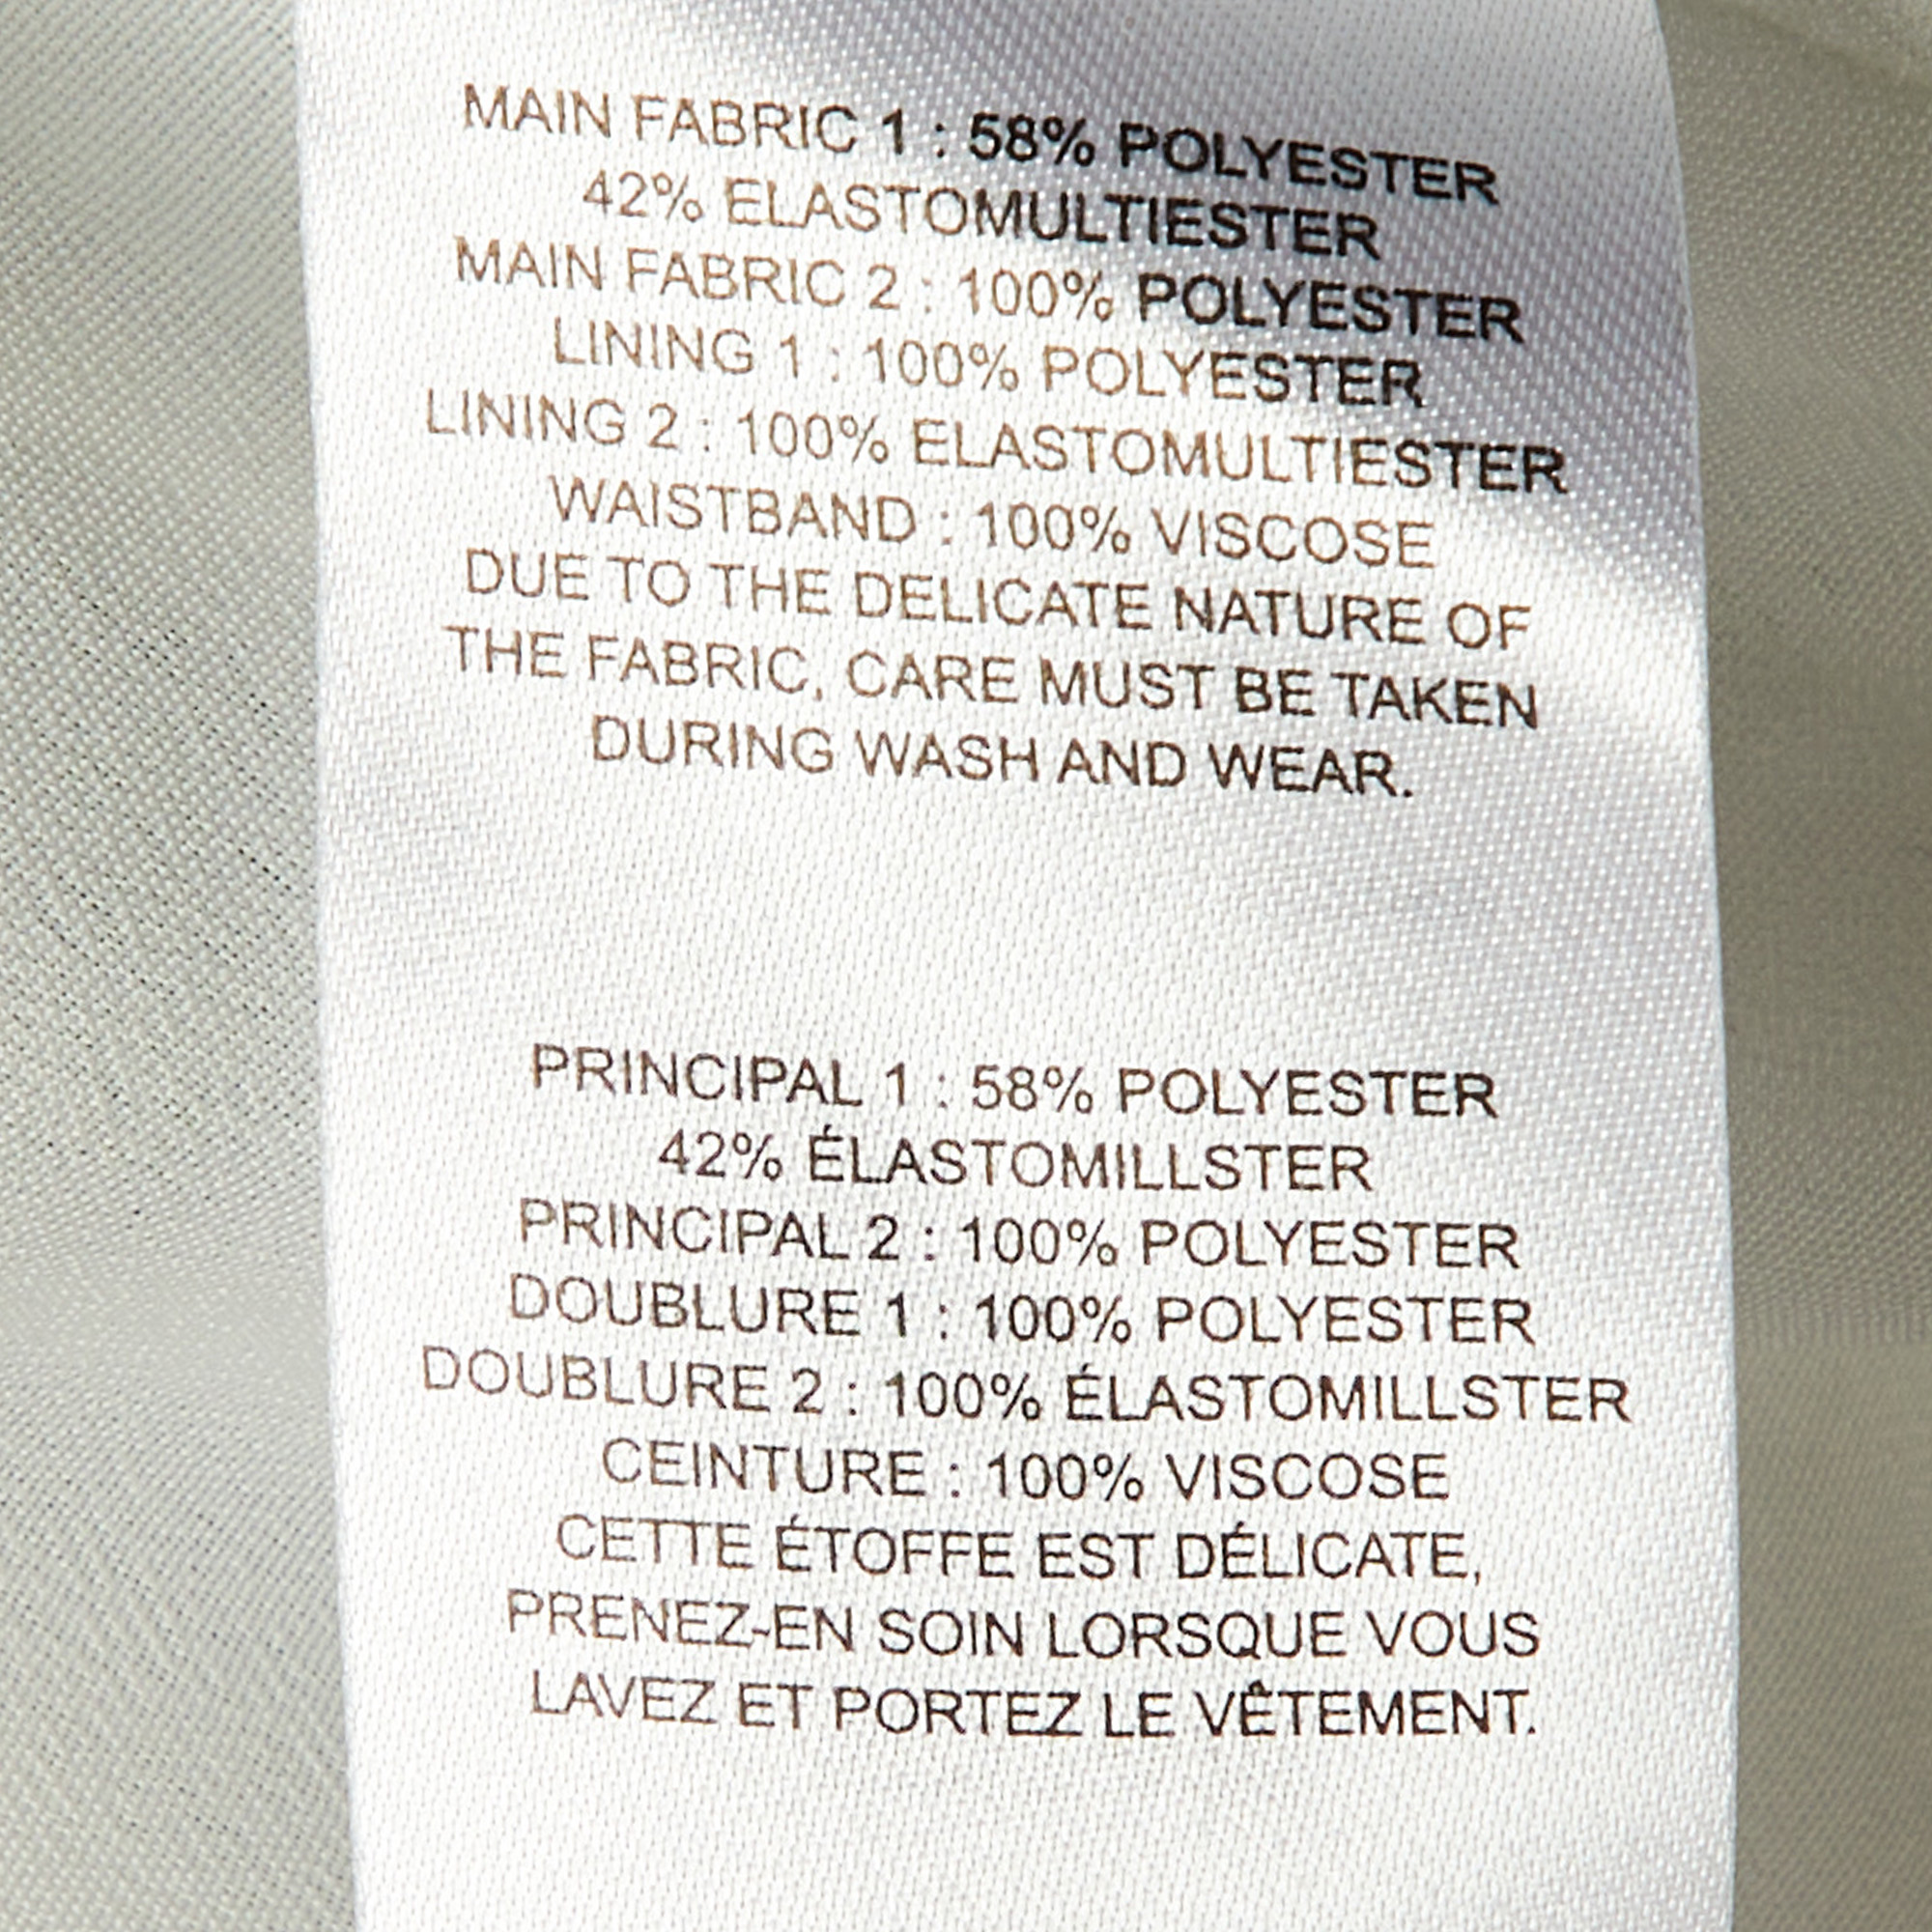 MAIN FABRIC 1 : 58% POLYESTER
42% ELASTOMULTIESTER
MAIN FABRIC 2 : 100% POLYESTER
LINING 1 : 100% POLYESTER
LINING 2 : 100% ELASTOMULTIESTER
WAISTBAND : 100% VISCOSE
DUE TO THE DELICATE NATURE OF
THE FABRIC, CARE MUST BE TAKEN
DURING WASH AND WEAR.
PRINCIPAL 1 : 58% POLYESTER
42% ÉLASTOMILLSTER
PRINCIPAL 2 : 100% POLYESTER
DOUBLURE 1 : 100% POLYESTER
DOUBLURE 2 : 100% ÉLASTOMILLSTER
CEINTURE : 100% VISCOSE
CETTE ÉTOFFE EST DÉLICATE,
PRENEZ-EN SOIN LORSQUE VOUS
LAVEZ ET PORTEZ LE VÊTEMENT.